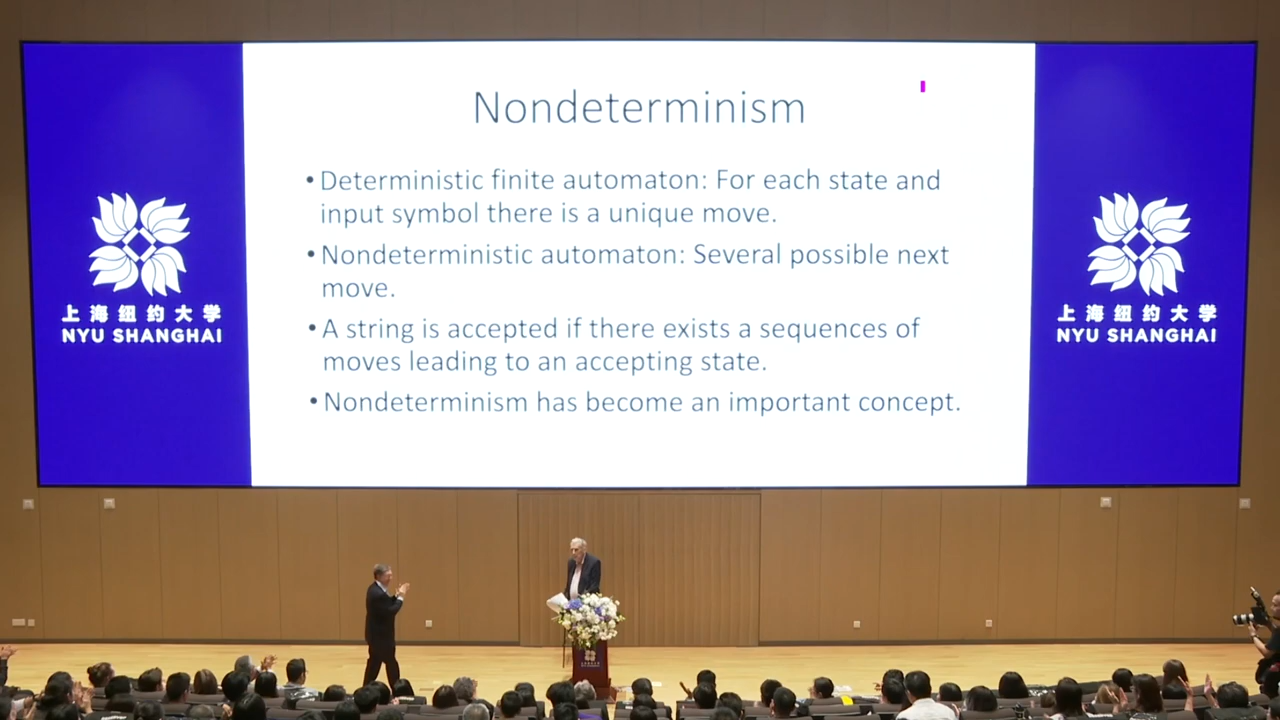 Nondeterminism
• Deterministic finite automaton: For each state and
input symbol there is a unique move.
• Nondeterministic automaton: Several possible next
move.
• A string is accepted if there exists a sequences of
moves leading to an accepting state.
• Nondeterminism has become an important concept.
上海纽约大学
NYU SHANGHAI
上海纽约大学
NYU SHANGHAI